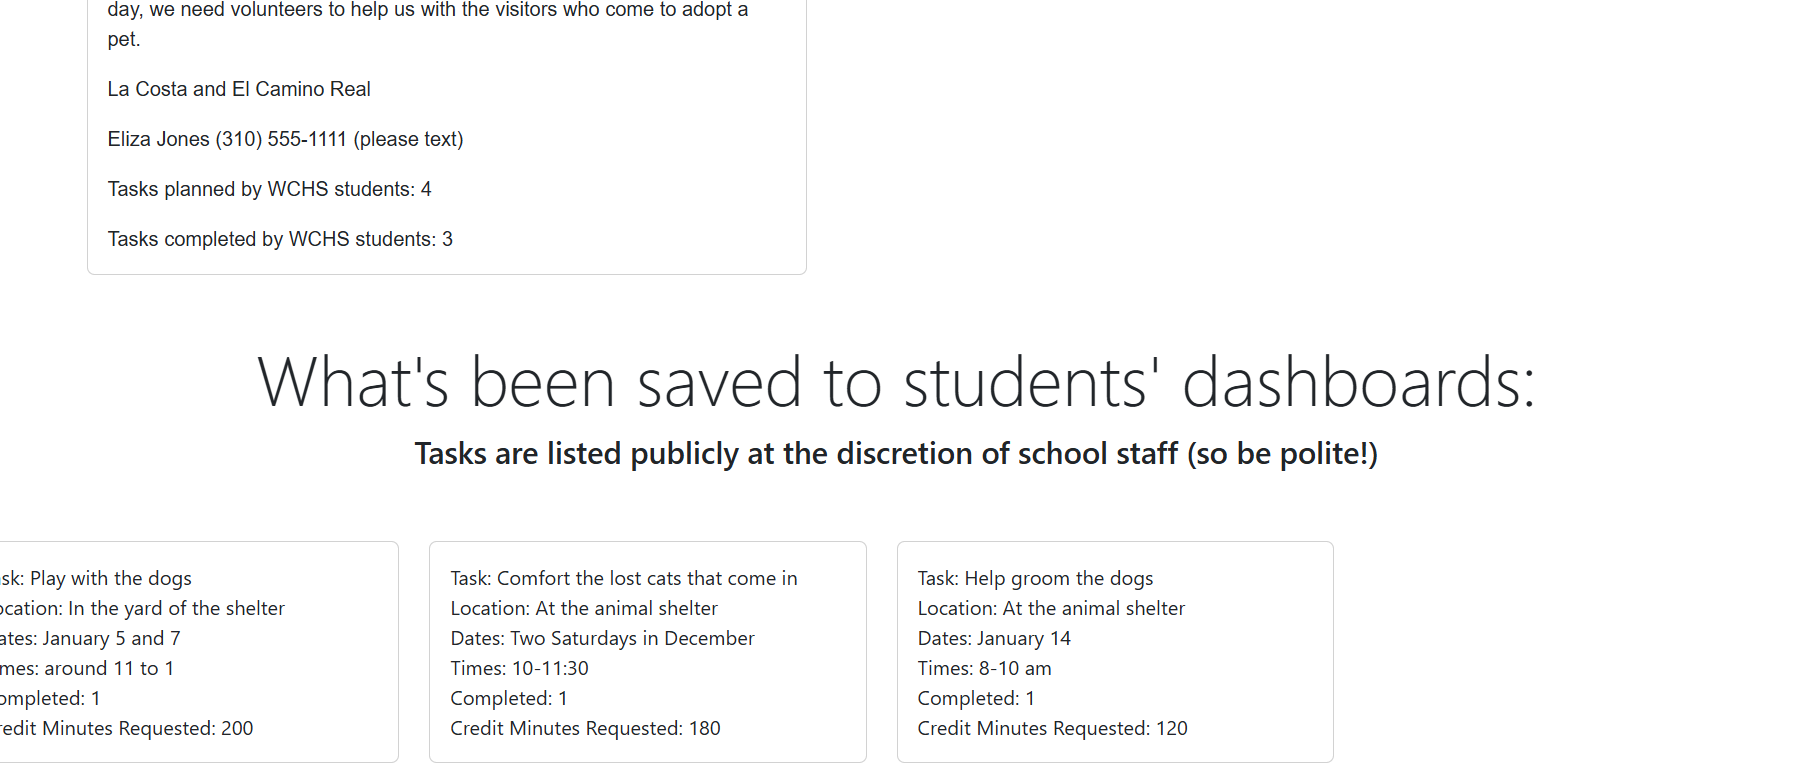 day, we need volunteers to help us with the visitors who come to adopt a
pet.
La Costa and El Camino Real
Eliza Jones (310) 555-1111 (please text)
Tasks planned by WCHS students: 4
Tasks completed by WCHS students: 3
What's been saved to students' dashboards:
Tasks are listed publicly at the discretion of school staff (so be polite!)
sk: Play with the dogs
ocation: In the yard of the shelter
ates: January 5 and 7
mes: around 11 to 1
ompleted: 1
redit Minutes Requested: 200
Task: Comfort the lost cats that come in
Location: At the animal shelter
Dates: Two Saturdays in December
Times: 10-11:30
Completed: 1
Credit Minutes Requested: 180
Task: Help groom the dogs
Location: At the animal shelter
Dates: January 14
Times: 8-10 am
Completed: 1
Credit Minutes Requested: 120